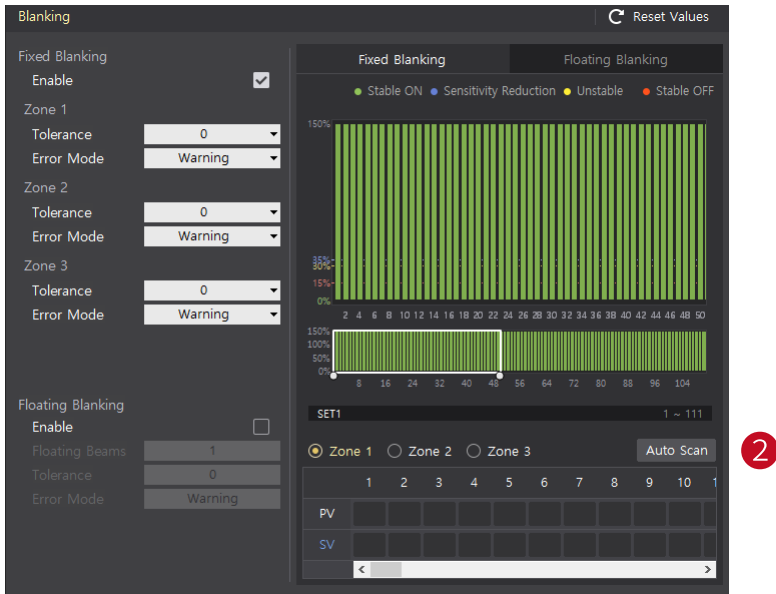 Blanking
Reset Values
Fixed Blanking
Enable
Zone 1
Tolerance 0
Error Mode Warning
Zone 2
Tolerance 0
Error Mode Warning
Zone 3
Tolerance 0
Error Mode Warning
Floating Blanking
Enable
Floating Beams 1
Tolerance 0
Error Mode Warning
Fixed Blanking Floating Blanking
Stable ON Sensitivity Reduction Unstable Stable OFF
150%
35%
30%
15%
0%
2 4 6 8 10 12 14 16 18 20 22 24 26 28 30 32 34 36 38 40 42 44 46 48 50
150%
100%
50%
0%
8 16 24 32 40 48 56 64 72 80 88 96 104
SET1 1 ~ 111
Zone 1 Zone 2 Zone 3 Auto Scan
2
1 2 3 4 5 6 7 8 9 10 1
PV
SV